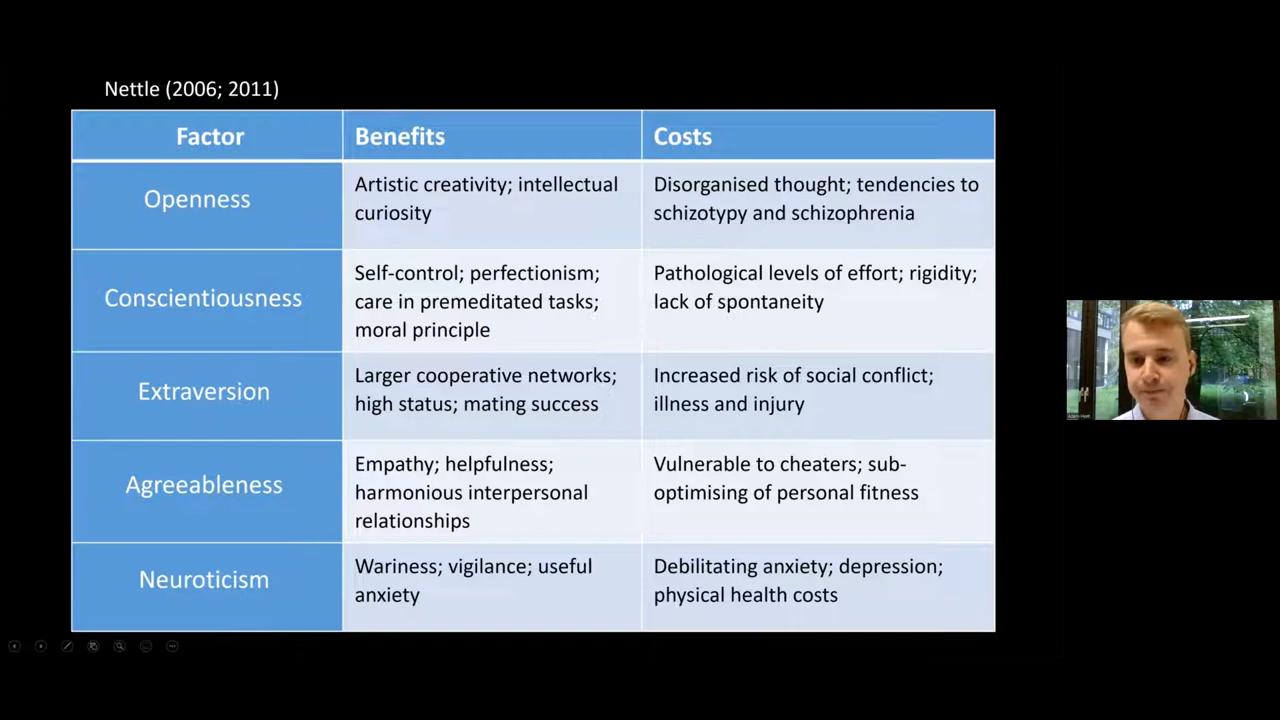 Nettle (2006; 2011)
Factor
Benefits
Costs
Openness
Artistic creativity; intellectual
curiosity
Disorganised thought; tendencies to
schizotypy and schizophrenia
Conscientiousness
Self-control; perfectionism;
care in premeditated tasks;
moral principle
Pathological levels of effort; rigidity;
lack of spontaneity
Extraversion
Larger cooperative networks;
high status; mating success
Increased risk of social conflict;
illness and injury
Agreeableness
Empathy; helpfulness;
harmonious interpersonal
relationships
Vulnerable to cheaters; sub-
optimising of personal fitness
Neuroticism
Wariness; vigilance; useful
anxiety
Debilitating anxiety; depression;
physical health costs